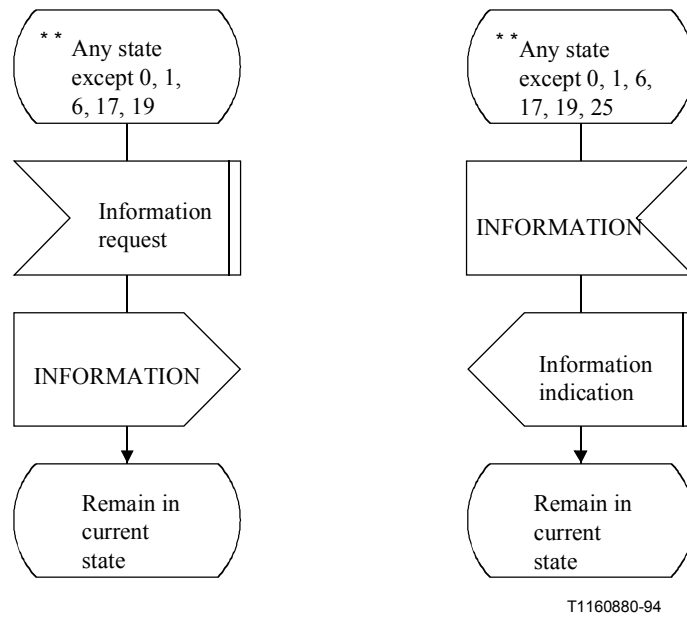 * * Any state
except 0, 1,
6, 17, 19
Information
request
INFORMATION
Remain in
current
state
* * Any state
except 0, 1, 6,
17, 19, 25
INFORMATION
Information
indication
Remain in
current
state
T1160880-94